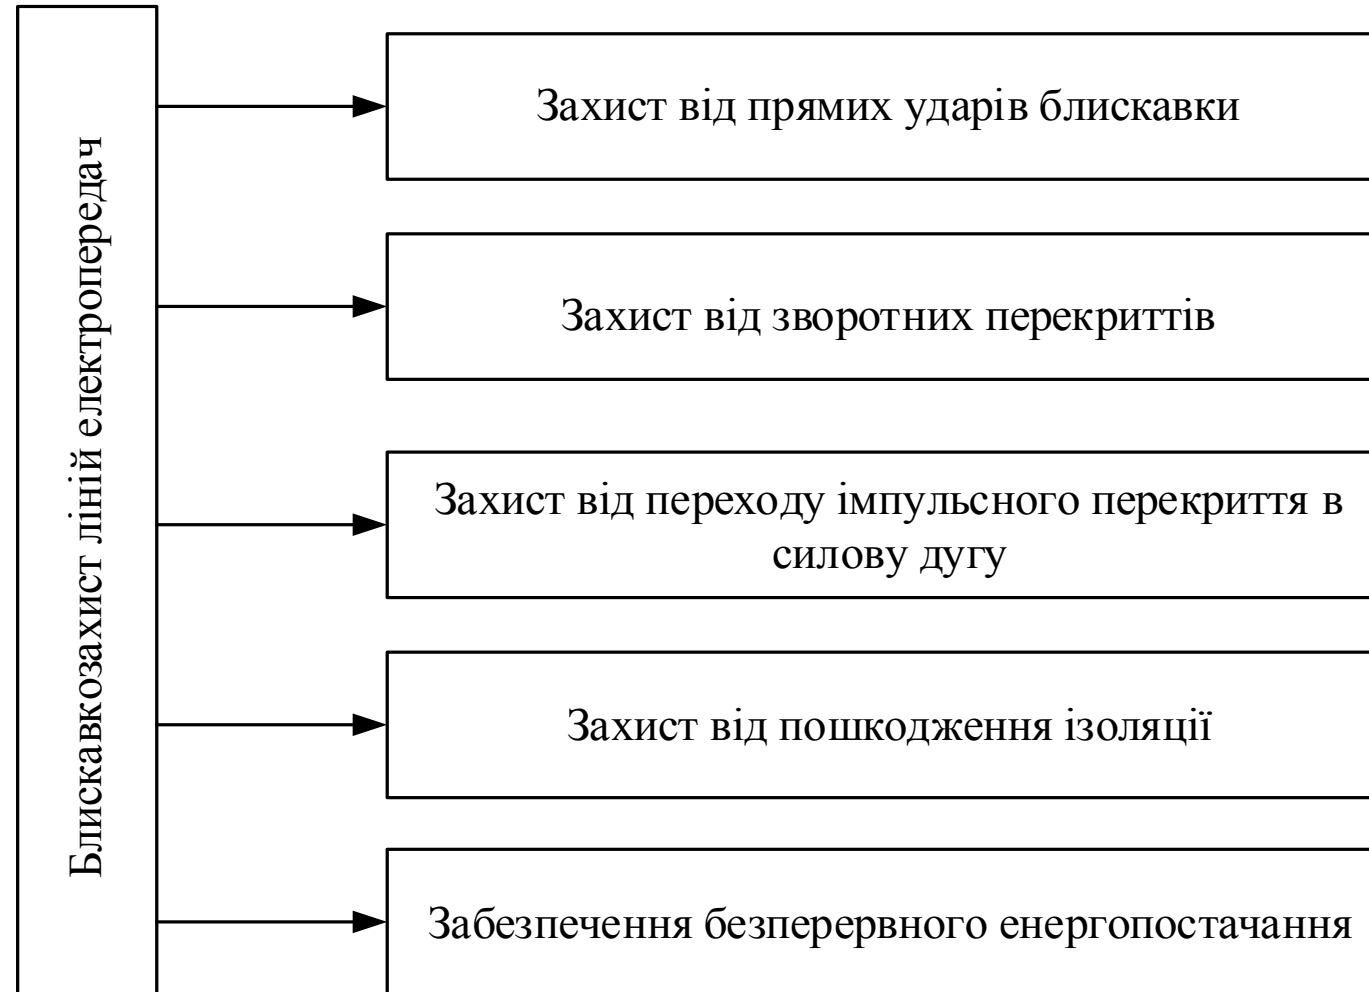 Блискавкозахист ліній електропередач
Захист від прямих ударів блискавки
Захист від зворотних перекриттів
Захист від переходу імпульсного перекриття в
силову дугу
Захист від пошкодження ізоляції
Забезпечення безперервного енергопостачання